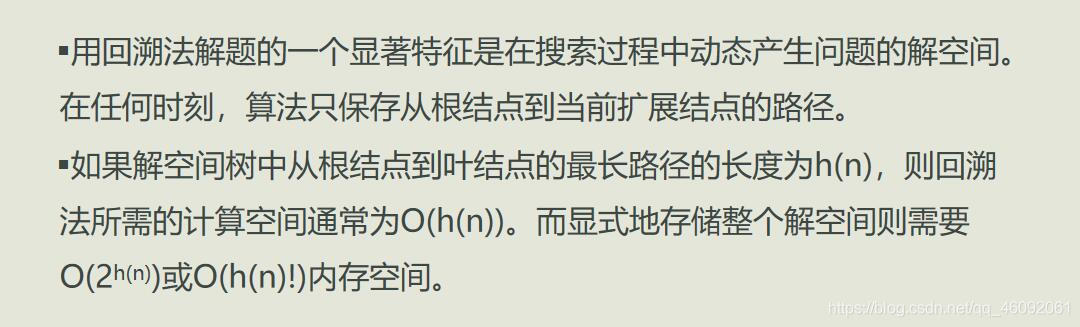 ▪用回溯法解题的一个显著特征是在搜索过程中动态产生问题的解空间。
在任何时刻，算法只保存从根结点到当前扩展结点的路径。
▪如果解空间树中从根结点到叶结点的最长路径的长度为h(n)，则回溯
法所需的计算空间通常为O(h(n))。而显式地存储整个解空间则需要
O(2ʰ⁽ⁿ⁾)或O(h(n)!)内存空间。
https://blog.csdn.net/qq_46092061